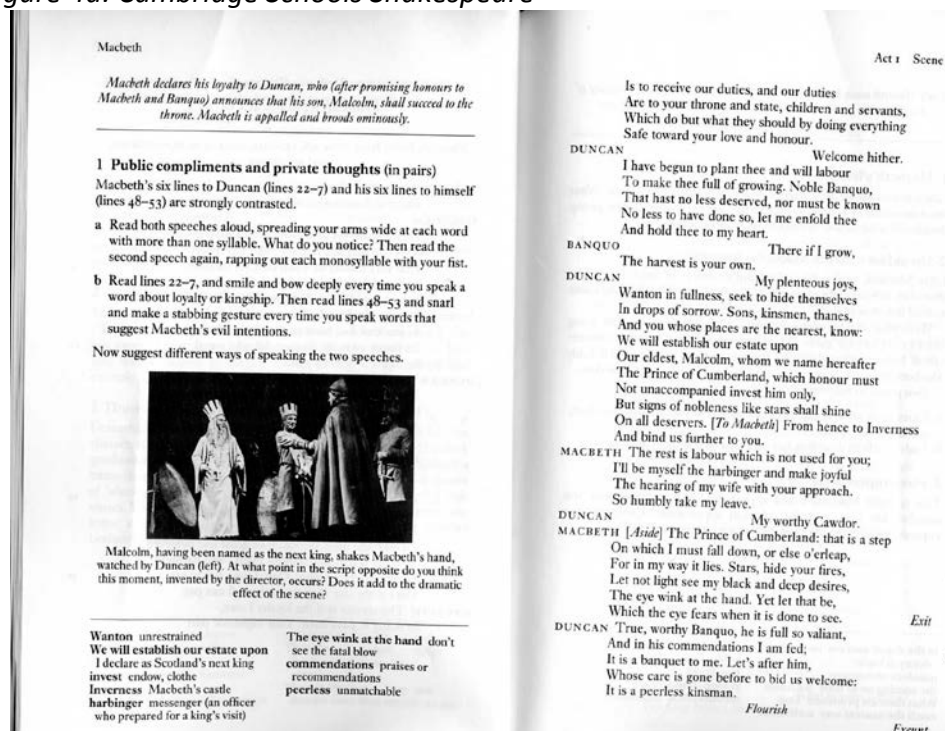 gure 4a: Cambridge Schools Shakespeare
Macbeth
Macbeth declares his loyalty to Duncan, who (after promising honours to
Macbeth and Banquo) announces that his son, Malcolm, shall succeed to the
throne. Macbeth is appalled and broods ominously.
1 Public compliments and private thoughts (in pairs)
Macbeth's six lines to Duncan (lines 22–7) and his six lines to himself
(lines 48–53) are strongly contrasted.
a Read both speeches aloud, spreading your arms wide at each word
with more than one syllable. What do you notice? Then read the
second speech again, rapping out each monosyllable with your fist.
b Read lines 22–7, and smile and bow deeply every time you speak a
word about loyalty or kingship. Then read lines 48–53 and snarl
and make a stabbing gesture every time you speak words that
suggest Macbeth's evil intentions.
Now suggest different ways of speaking the two speeches.
Malcolm, having been named as the next king, shakes Macbeth's hand,
watched by Duncan (left). At what point in the script opposite do you think
this moment, invented by the director, occurs? Does it add to the dramatic
effect of the scene?
Wanton unrestrained
We will establish our estate upon
I declare as Scotland's next king
invest endow, clothe
Inverness Macbeth's castle
harbinger messenger (an officer
who prepared for a king's visit)
The eye wink at the hand don't
see the fatal blow
commendations praises or
recommendations
peerless unmatchable
Act 1 Scene
Is to receive our duties, and our duties
Are to your throne and state, children and servants,
Which do but what they should by doing everything
Safe toward your love and honour.
DUNCAN Welcome hither.
I have begun to plant thee and will labour
To make thee full of growing. Noble Banquo,
That hast no less deserved, nor must be known
No less to have done so, let me enfold thee
And hold thee to my heart.
BANQUO There if I grow,
The harvest is your own.
DUNCAN My plenteous joys,
Wanton in fullness, seek to hide themselves
In drops of sorrow. Sons, kinsmen, thanes,
And you whose places are the nearest, know:
We will establish our estate upon
Our eldest, Malcolm, whom we name hereafter
The Prince of Cumberland, which honour must
Not unaccompanied invest him only,
But signs of nobleness like stars shall shine
On all deservers. [To Macbeth] From hence to Inverness
And bind us further to you.
MACBETH The rest is labour which is not used for you;
I'll be myself the harbinger and make joyful
The hearing of my wife with your approach.
So humbly take my leave.
DUNCAN My worthy Cawdor.
MACBETH [Aside] The Prince of Cumberland: that is a step
On which I must fall down, or else o'erleap,
For in my way it lies. Stars, hide your fires,
Let not light see my black and deep desires,
The eye wink at the hand. Yet let that be,
Which the eye fears when it is done to see. Exit
DUNCAN True, worthy Banquo, he is full so valiant,
And in his commendations I am fed;
It is a banquet to me. Let's after him,
Whose care is gone before to bid us welcome:
It is a peerless kinsman.
Flourish
Exeunt